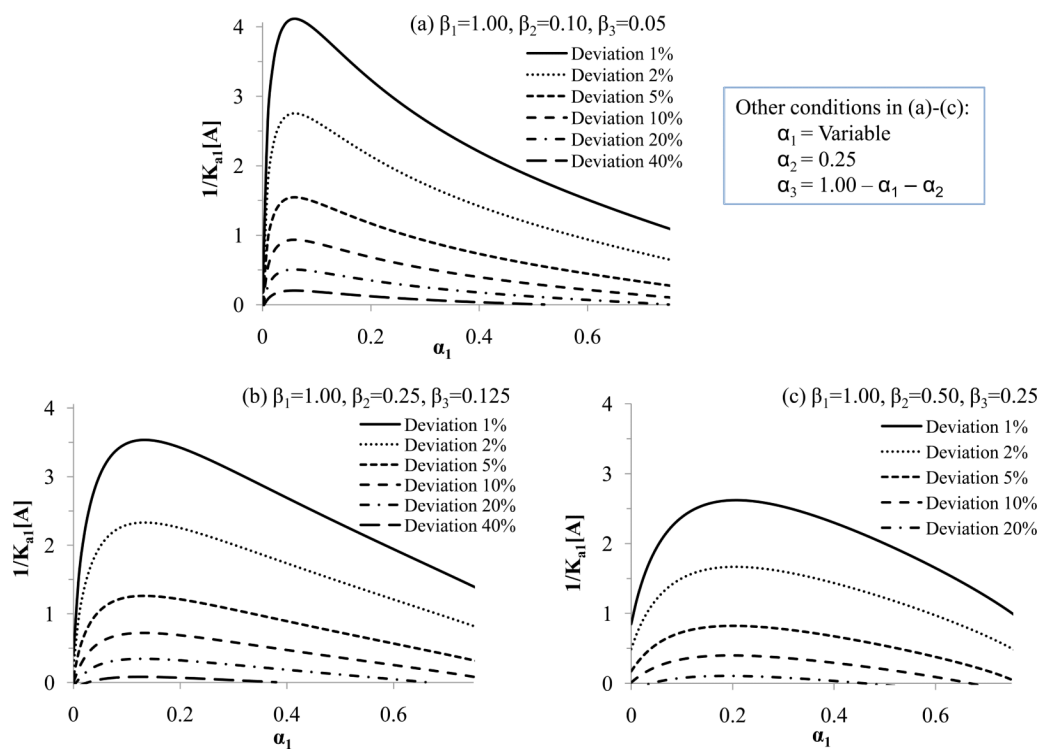 (a) β₁=1.00, β₂=0.10, β₃=0.05
4
3
2
1
0
1/Kₐ₁[A]
Deviation 1%
Deviation 2%
Deviation 5%
Deviation 10%
Deviation 20%
Deviation 40%
0 0.2 0.4 0.6
α₁
Other conditions in (a)-(c):
α₁ = Variable
α₂ = 0.25
α₃ = 1.00 – α₁ – α₂
(b) β₁=1.00, β₂=0.25, β₃=0.125
4
3
2
1
0
1/Kₐ₁[A]
Deviation 1%
Deviation 2%
Deviation 5%
Deviation 10%
Deviation 20%
Deviation 40%
0 0.2 0.4 0.6
α₁
(c) β₁=1.00, β₂=0.50, β₃=0.25
4
3
2
1
0
1/Kₐ₁[A]
Deviation 1%
Deviation 2%
Deviation 5%
Deviation 10%
Deviation 20%
0 0.2 0.4 0.6
α₁